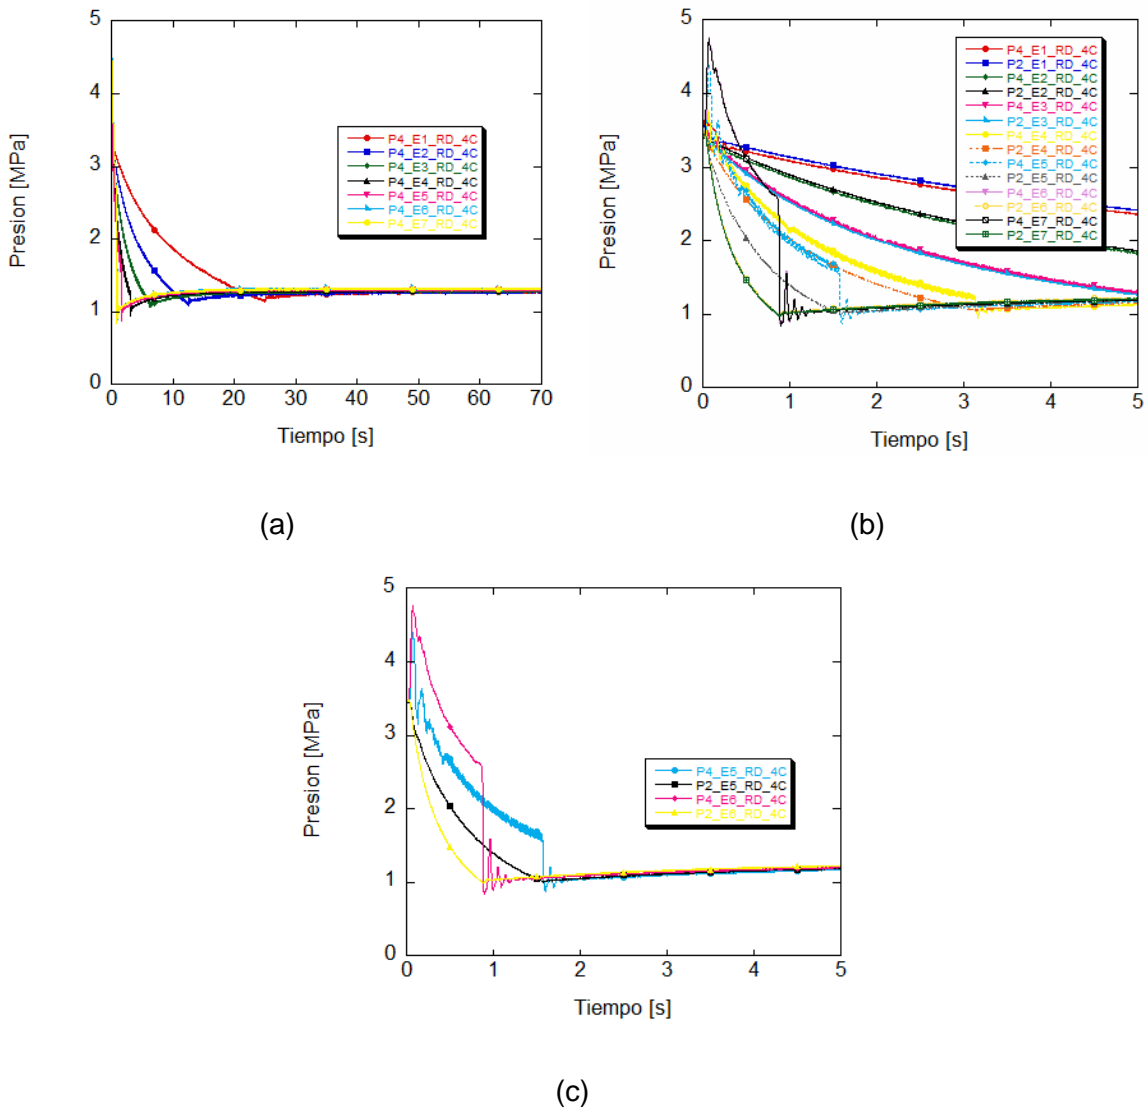 5
4
3
2
1
0
Presion [MPa]
P4_E1_RD_4C
P4_E2_RD_4C
P4_E3_RD_4C
P4_E4_RD_4C
P4_E5_RD_4C
P4_E6_RD_4C
P4_E7_RD_4C
0 10 20 30 40 50 60 70
Tiempo [s]
(a)
5
4
3
2
1
0
Presion [MPa]
P4_E1_RD_4C
P2_E1_RD_4C
P4_E2_RD_4C
P2_E2_RD_4C
P4_E3_RD_4C
P2_E3_RD_4C
P4_E4_RD_4C
P2_E4_RD_4C
P4_E5_RD_4C
P2_E5_RD_4C
P4_E6_RD_4C
P2_E6_RD_4C
P4_E7_RD_4C
P2_E7_RD_4C
0 1 2 3 4 5
Tiempo [s]
(b)
5
4
3
2
1
0
Presion [MPa]
P4_E5_RD_4C
P2_E5_RD_4C
P4_E6_RD_4C
P2_E6_RD_4C
0 1 2 3 4 5
Tiempo [s]
(c)